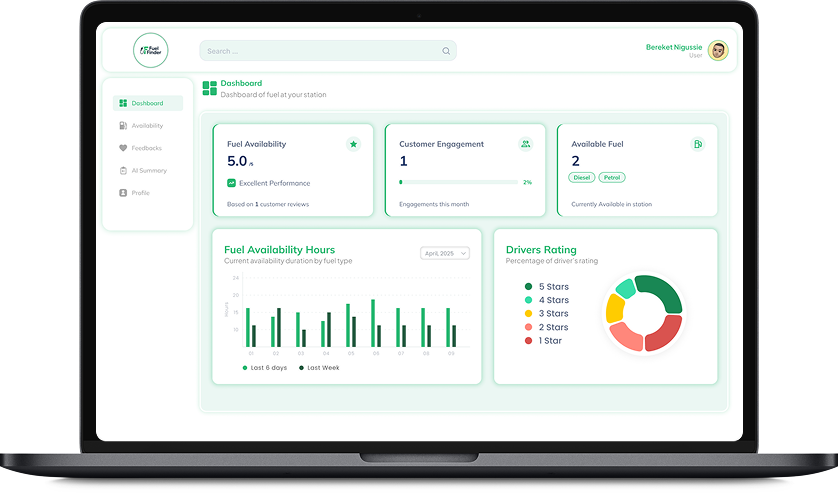 Fuel
Finder
Search ...
Bereket Nigussie
User
Dashboard
Availability
Feedbacks
AI Summary
Profile
Dashboard
Dashboard of fuel at your station
Fuel Availability
5.0 /5
Excellent Performance
Based on 1 customer reviews
Customer Engagement
1
2%
Engagements this month
Available Fuel
2
Diesel Petrol
Currently Available in station
Fuel Availability Hours
Current availability duration by fuel type
April, 2025
Hours
24
20
15
10
01 02 03 04 05 06 07 08 09
Last 6 days Last Week
Drivers Rating
Percentage of driver's rating
5 Stars
4 Stars
3 Stars
2 Stars
1 Star